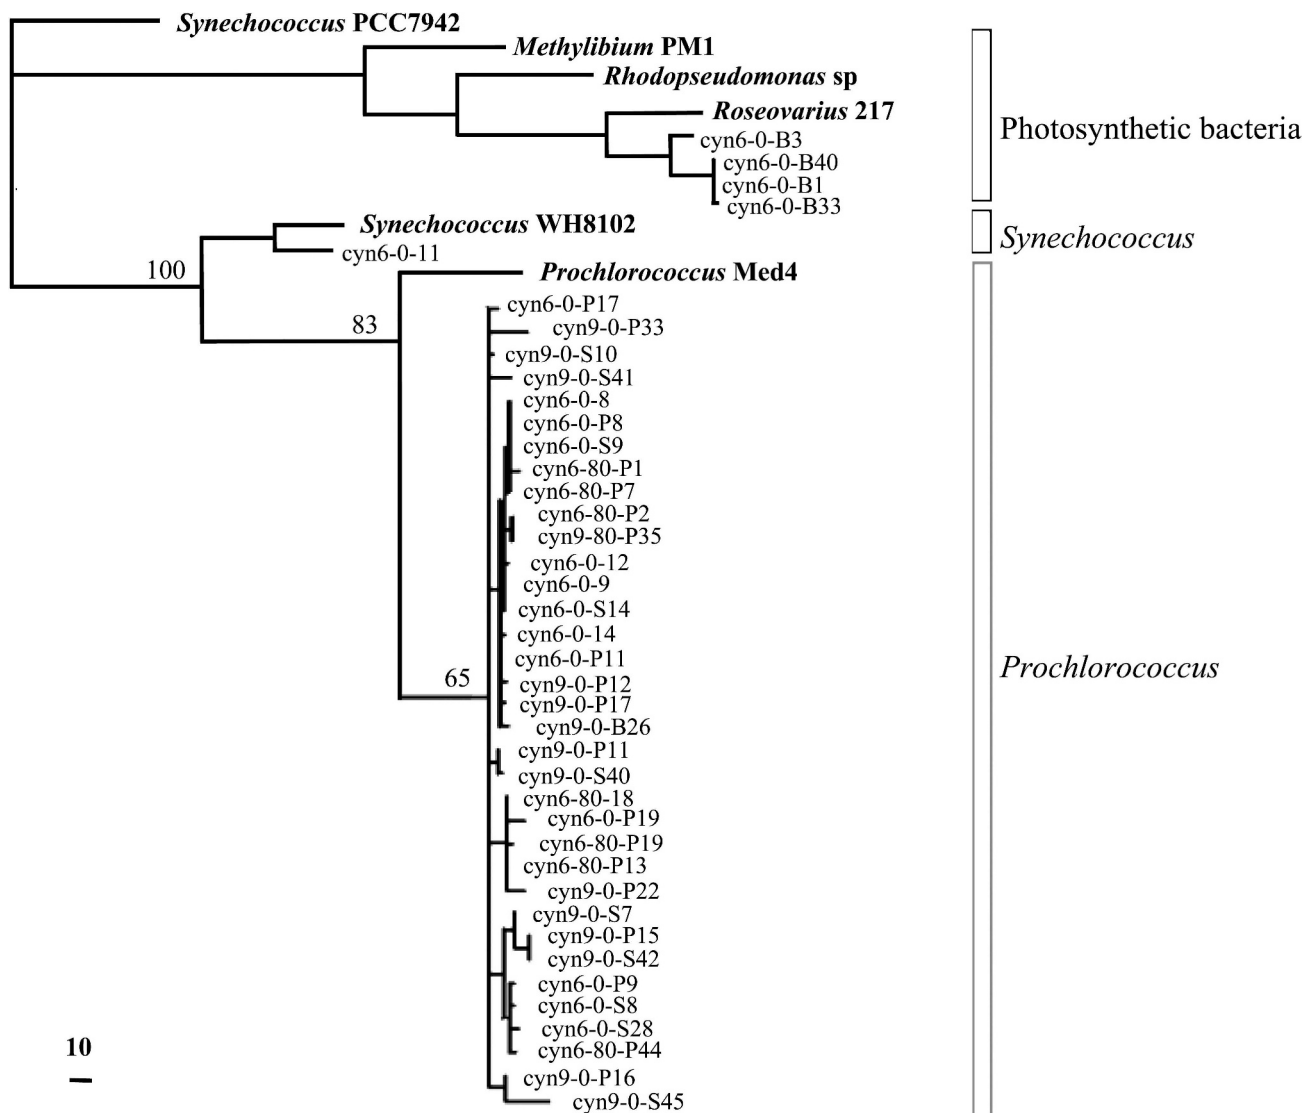 Synechococcus PCC7942
Methylibium PM1
Rhodopseudomonas sp
Roseovarius 217
Photosynthetic bacteria
cyn6-0-B3
cyn6-0-B40
cyn6-0-B1
cyn6-0-B33
Synechococcus WH8102
Synechococcus
cyn6-0-11
100
Prochlorococcus Med4
cyn6-0-P17
83
cyn9-0-P33
cyn9-0-S10
cyn9-0-S41
cyn6-0-8
cyn6-0-P8
cyn6-0-S9
cyn6-80-P1
cyn6-80-P7
cyn6-80-P2
cyn9-80-P35
cyn6-0-12
cyn6-0-9
cyn6-0-S14
cyn6-0-14
cyn6-0-P11
Prochlorococcus
65
cyn9-0-P12
cyn9-0-P17
cyn9-0-B26
cyn9-0-P11
cyn9-0-S40
cyn6-80-18
cyn6-0-P19
cyn6-80-P19
cyn6-80-P13
cyn9-0-P22
cyn9-0-S7
cyn9-0-P15
cyn9-0-S42
cyn6-0-P9
cyn6-0-S8
cyn6-0-S28
cyn6-80-P44
10
cyn9-0-P16
cyn9-0-S45